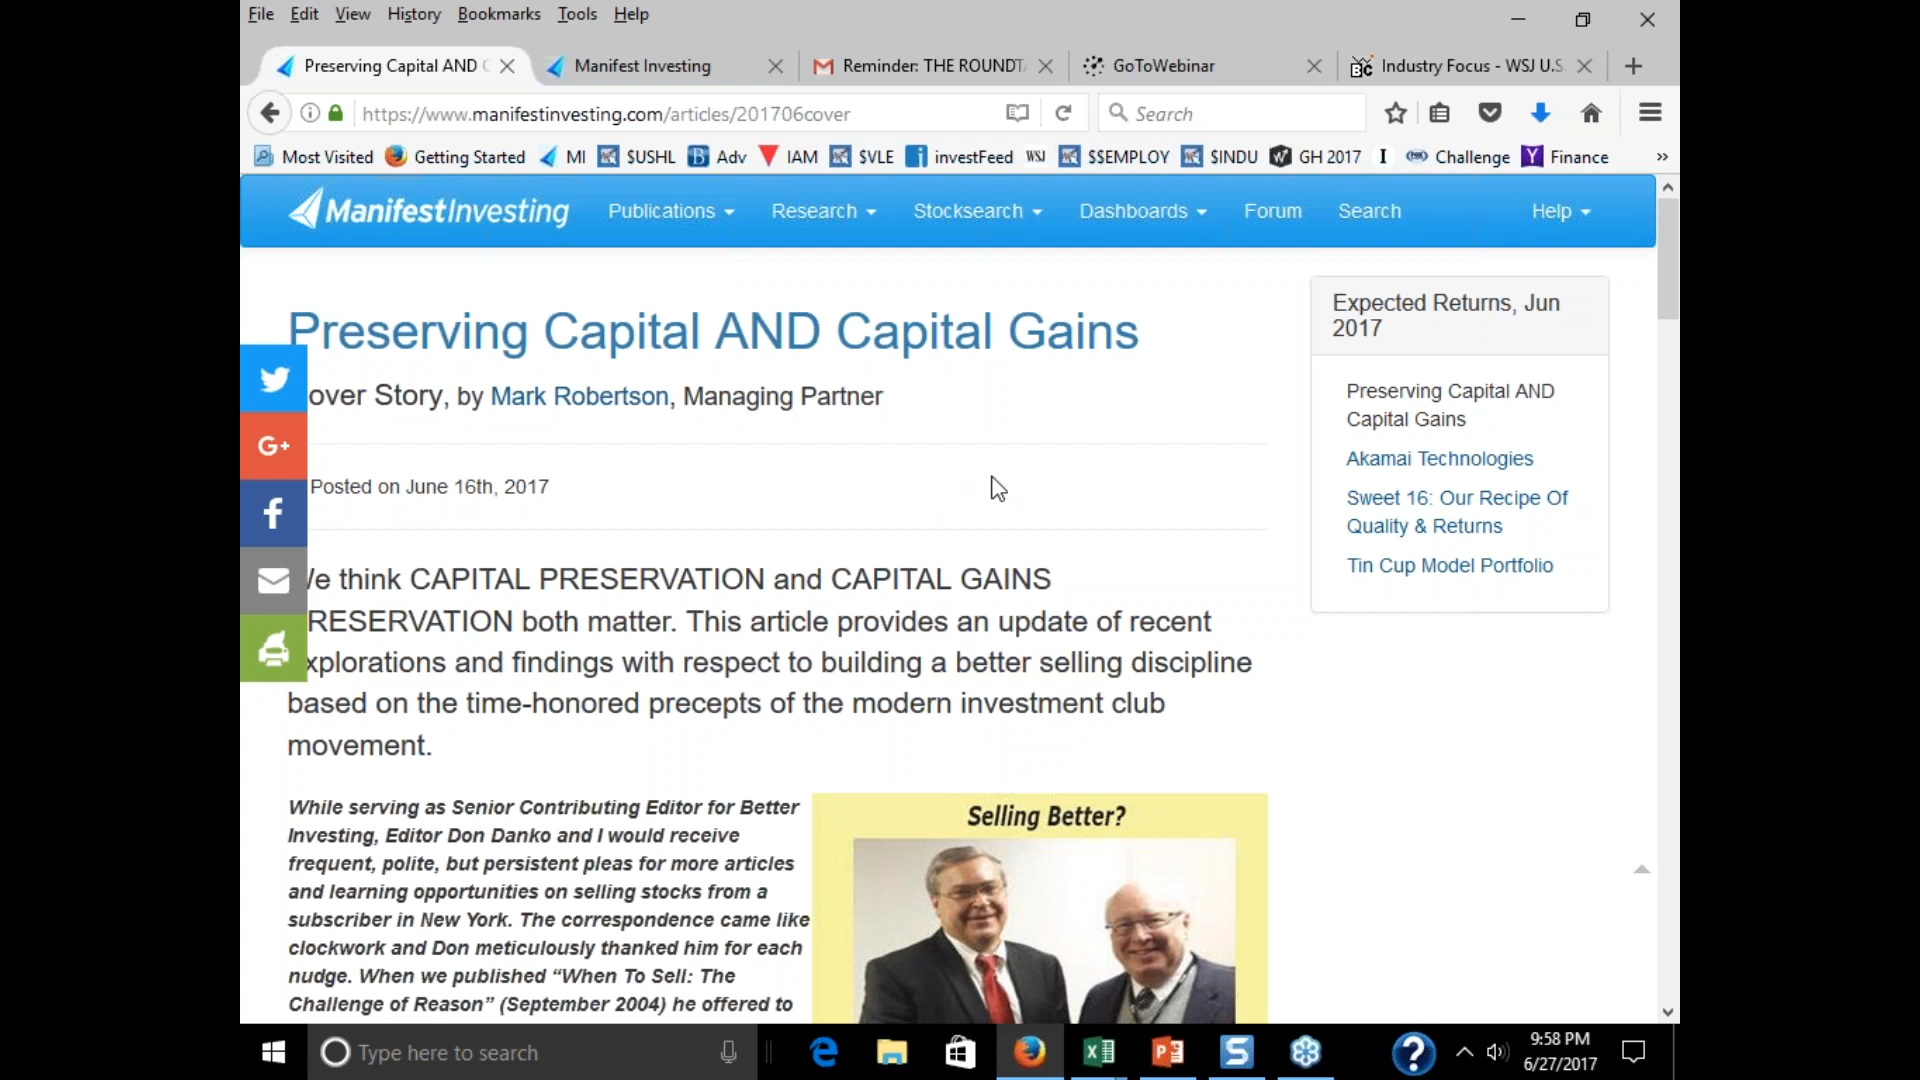 File Edit View History Bookmarks Tools Help
Preserving Capital AND C
Manifest Investing
Reminder: THE ROUNDT
GoToWebinar
Industry Focus - WSJ U.S.
https://www.manifestinvesting.com/articles/201706cover
Search
Most Visited Getting Started MI $USHL Adv IAM $VLE investFeed WSJ $$EMPLOY $INDU GH 2017 I Challenge Finance »
ManifestInvesting Publications Research Stocksearch Dashboards Forum Search Help
Preserving Capital AND Capital Gains
over Story, by Mark Robertson, Managing Partner
Posted on June 16th, 2017
We think CAPITAL PRESERVATION and CAPITAL GAINS
RESERVATION both matter. This article provides an update of recent
xplorations and findings with respect to building a better selling discipline
based on the time-honored precepts of the modern investment club
movement.
While serving as Senior Contributing Editor for Better
Investing, Editor Don Danko and I would receive
frequent, polite, but persistent pleas for more articles
and learning opportunities on selling stocks from a
subscriber in New York. The correspondence came like
clockwork and Don meticulously thanked him for each
nudge. When we published “When To Sell: The
Challenge of Reason” (September 2004) he offered to
Selling Better?
Expected Returns, Jun
2017
Preserving Capital AND
Capital Gains
Akamai Technologies
Sweet 16: Our Recipe Of
Quality & Returns
Tin Cup Model Portfolio
G+
Type here to search
9:58 PM
6/27/2017